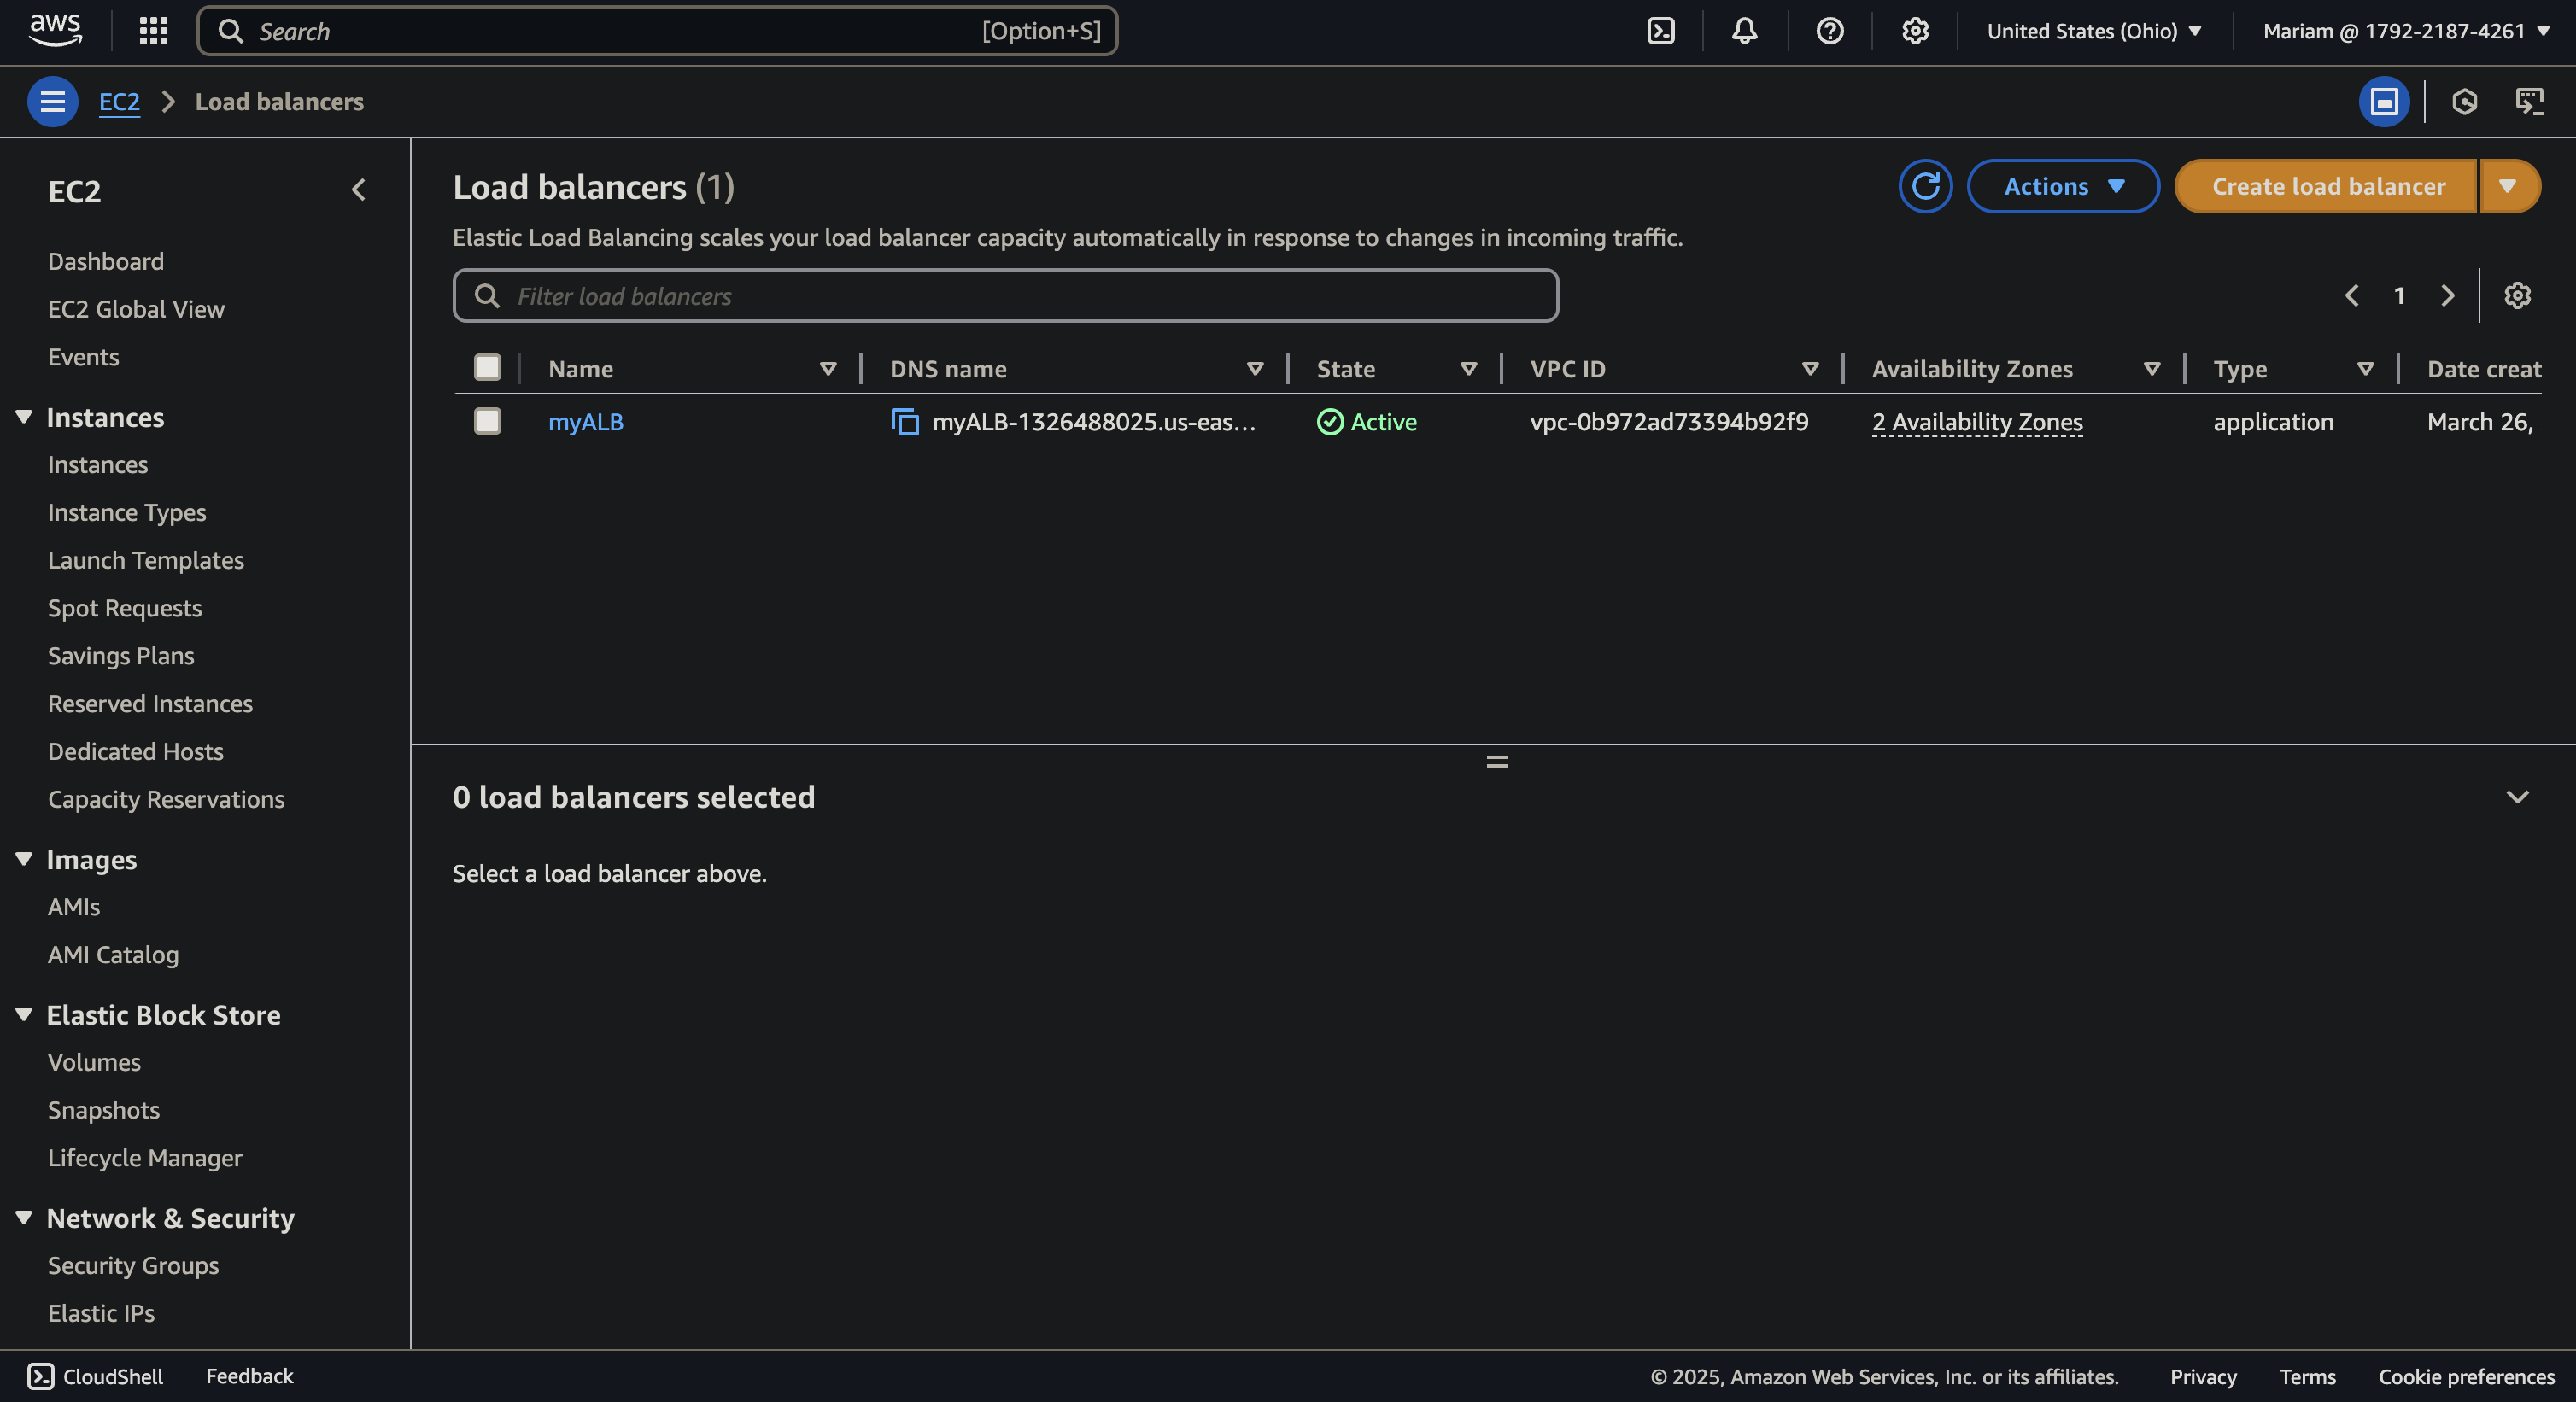 aws
Search [Option+S]
United States (Ohio)
Mariam @ 1792-2187-4261
EC2 Load balancers
EC2
Dashboard
EC2 Global View
Events
Instances
Instances
Instance Types
Launch Templates
Spot Requests
Savings Plans
Reserved Instances
Dedicated Hosts
Capacity Reservations
Images
AMIs
AMI Catalog
Elastic Block Store
Volumes
Snapshots
Lifecycle Manager
Network & Security
Security Groups
Elastic IPs
Load balancers (1)
Actions
Create load balancer
Elastic Load Balancing scales your load balancer capacity automatically in response to changes in incoming traffic.
Filter load balancers
1
Name DNS name State VPC ID Availability Zones Type Date creat
myALB myALB-1326488025.us-eas... Active vpc-0b972ad73394b92f9 2 Availability Zones application March 26,
0 load balancers selected
Select a load balancer above.
CloudShell Feedback © 2025, Amazon Web Services, Inc. or its affiliates. Privacy Terms Cookie preferences